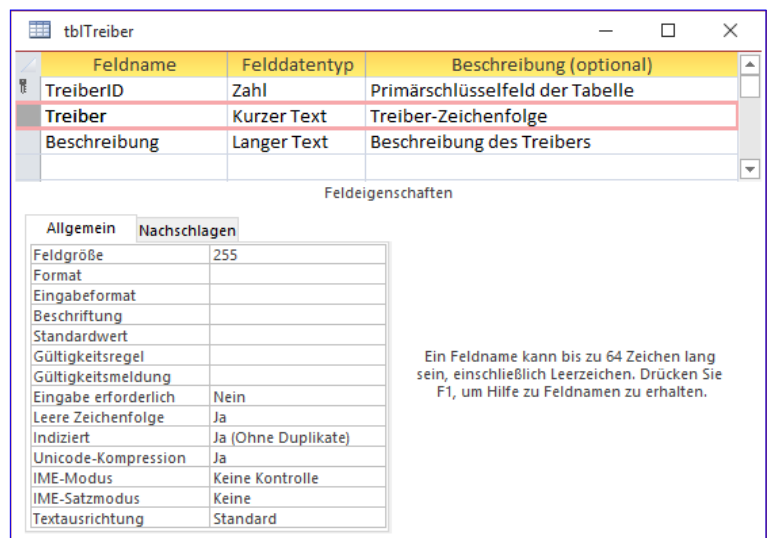 tblTreiber
Feldname Felddatentyp Beschreibung (optional)
TreiberID Zahl Primärschlüsselfeld der Tabelle
Treiber Kurzer Text Treiber-Zeichenfolge
Beschreibung Langer Text Beschreibung des Treibers
Feldeigenschaften
Allgemein Nachschlagen
Feldgröße 255
Format
Eingabeformat
Beschriftung
Standardwert
Gültigkeitsregel
Gültigkeitsmeldung
Eingabe erforderlich Nein
Leere Zeichenfolge Ja
Indiziert Ja (Ohne Duplikate)
Unicode-Kompression Ja
IME-Modus Keine Kontrolle
IME-Satzmodus Keine
Textausrichtung Standard
Ein Feldname kann bis zu 64 Zeichen lang
sein, einschließlich Leerzeichen. Drücken Sie
F1, um Hilfe zu Feldnamen zu erhalten.